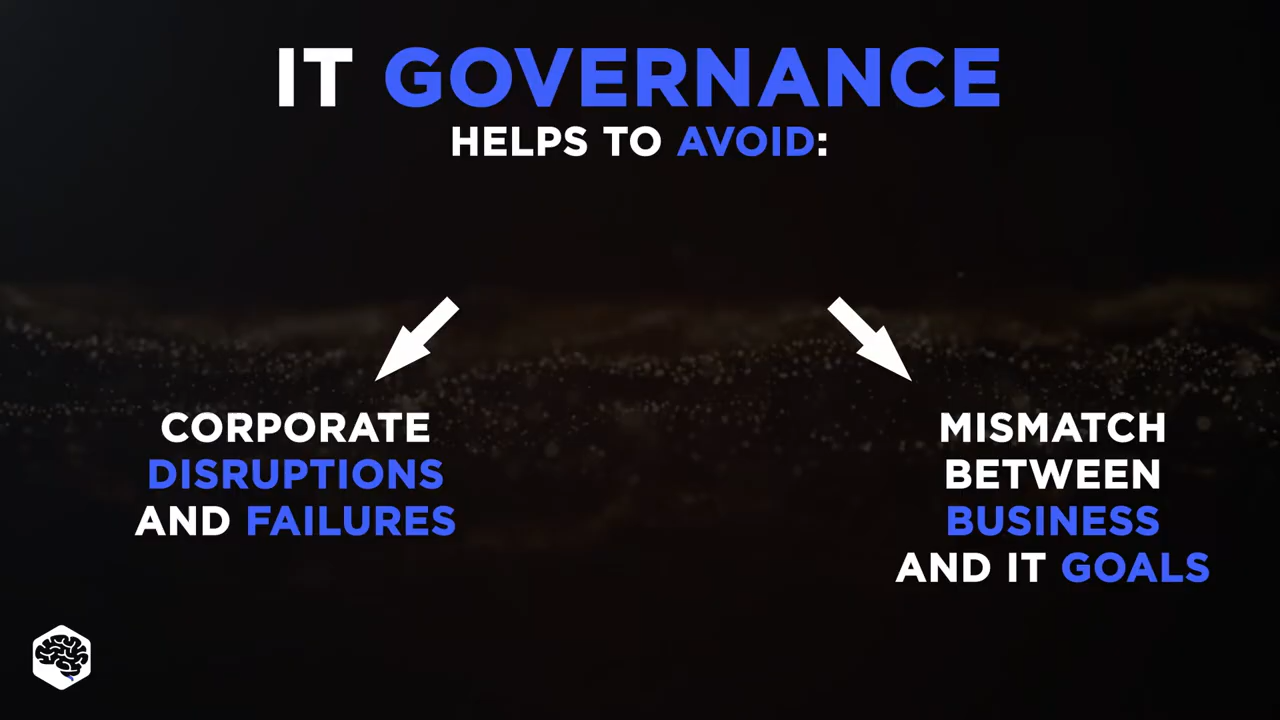 IT GOVERNANCE
HELPS TO AVOID:
CORPORATE
DISRUPTIONS
AND FAILURES
MISMATCH
BETWEEN
BUSINESS
AND IT GOALS